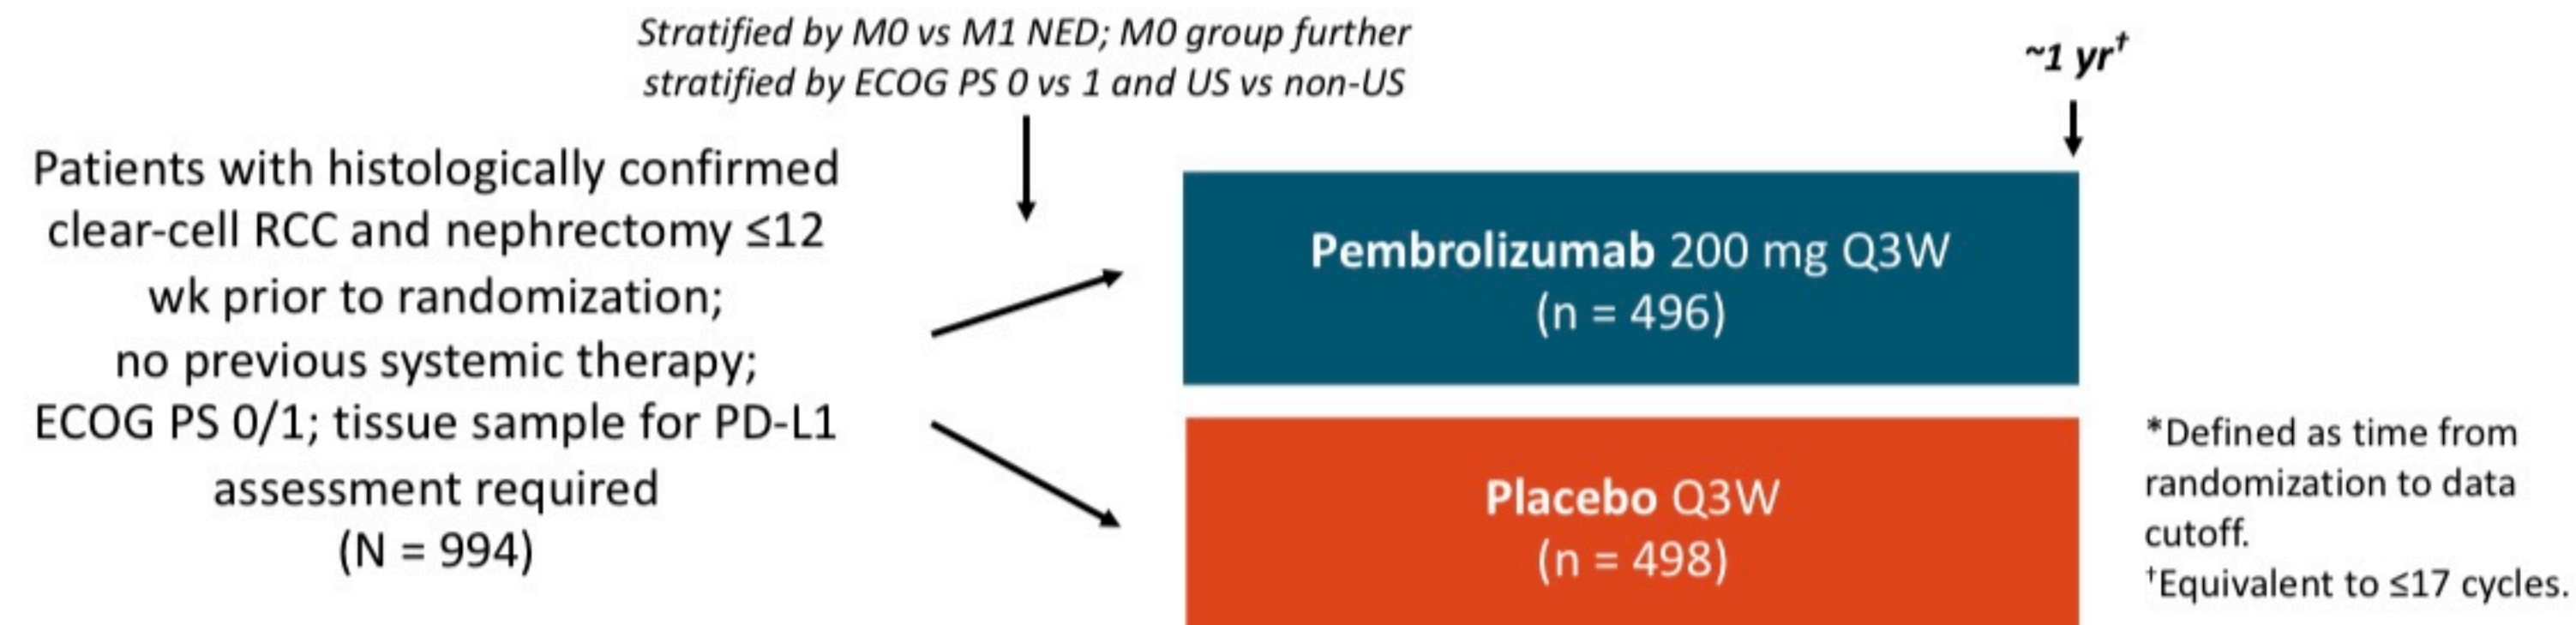 Stratified by M0 vs M1 NED; M0 group further
stratified by ECOG PS 0 vs 1 and US vs non-US
~1 yr†
Patients with histologically confirmed
clear-cell RCC and nephrectomy ≤12
wk prior to randomization;
no previous systemic therapy;
ECOG PS 0/1; tissue sample for PD-L1
assessment required
(N = 994)
Pembrolizumab 200 mg Q3W
(n = 496)
Placebo Q3W
(n = 498)
*Defined as time from
randomization to data
cutoff.
†Equivalent to ≤17 cycles.